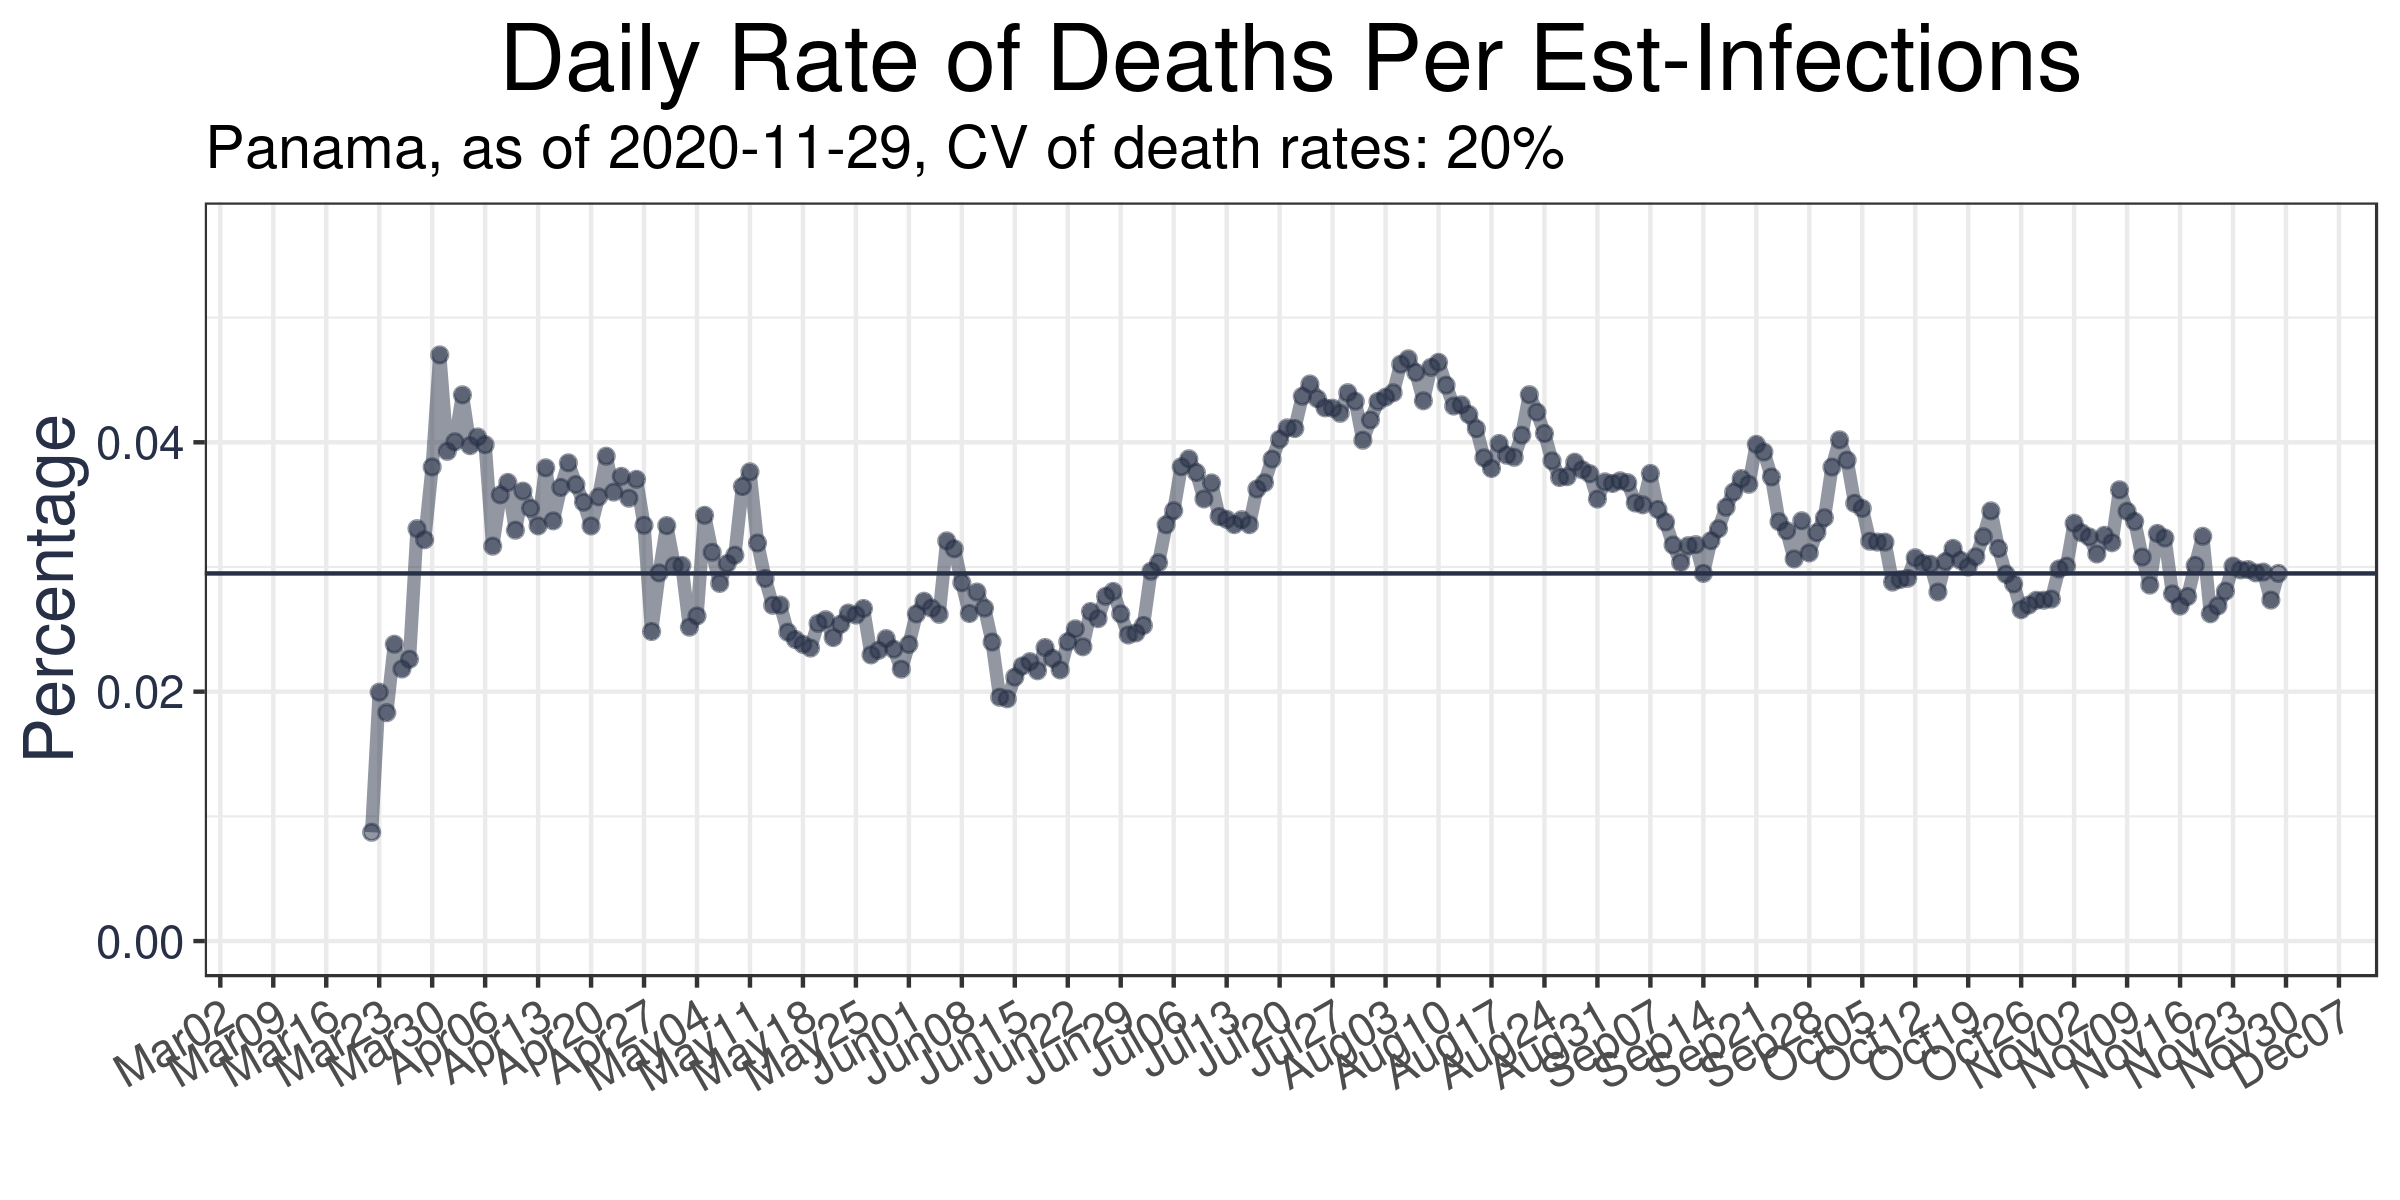 Daily Rate of Deaths Per Est-Infections
Panama, as of 2020-11-29, CV of death rates: 20%
Percentage
0.04
0.02
0.00
Mar02 Mar09 Mar16 Mar23 Mar30 Apr06 Apr13 Apr20 Apr27 May04 May11 May18 May25 Jun01 Jun08 Jun15 Jun22 Jun29 Jul06 Jul13 Jul20 Jul27 Aug03 Aug10 Aug17 Aug24 Aug31 Sep07 Sep14 Sep21 Sep28 Oct05 Oct12 Oct19 Oct26 Nov02 Nov09 Nov16 Nov23 Nov30 Dec07